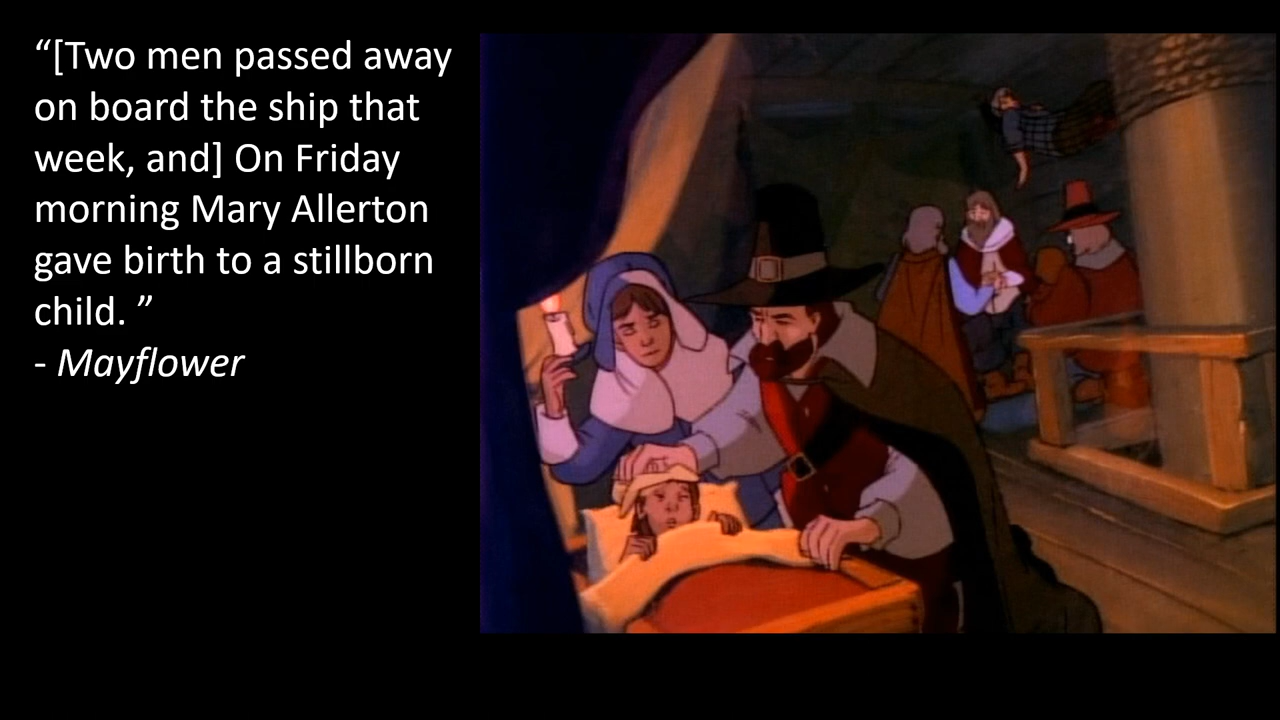 “[Two men passed away
on board the ship that
week, and] On Friday
morning Mary Allerton
gave birth to a stillborn
child. ”
- Mayflower